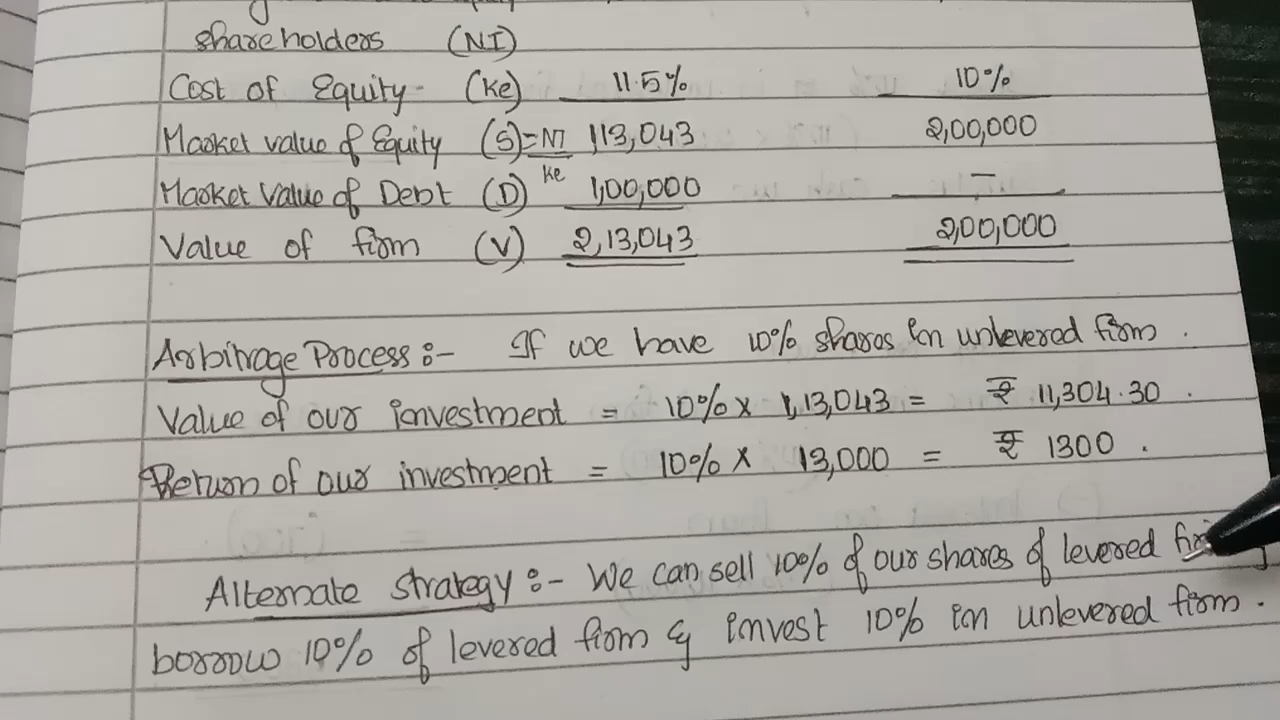 shareholders (NI)
Cost of Equity - (Ke) 11.5% 10%
Market value of Equity (S)=NI/Ke 1,13,043 2,00,000
Market Value of Debt (D) 1,00,000 -
Value of firm (V) 2,13,043 2,00,000
Arbitrage Process :- If we have 10% shares in unlevered firm .
Value of our investment = 10% x 1,13,043 = ₹ 11,304.30 .
Return of our investment = 10% x 13,000 = ₹ 1300 .
Alternate strategy :- We can sell 10% of our shares of levered
borrow 10% of levered firm & invest 10% in unlevered firm .